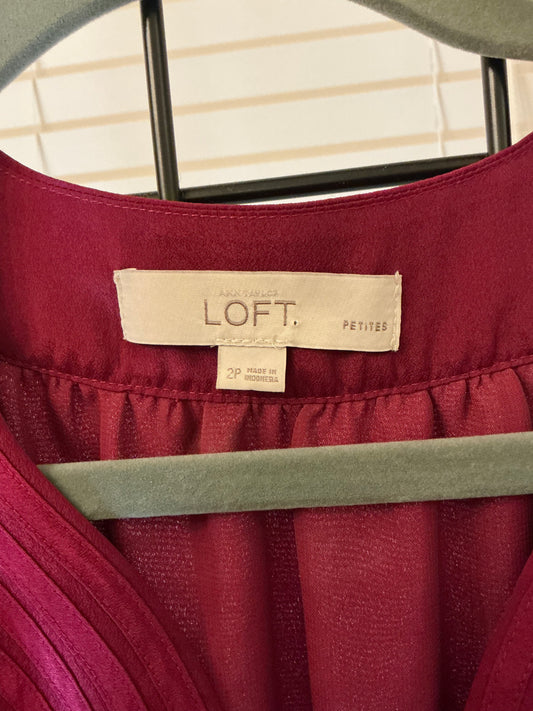 ANN TAYLOR
LOFT.
PETITES
2P
MADE IN
INDONESIA